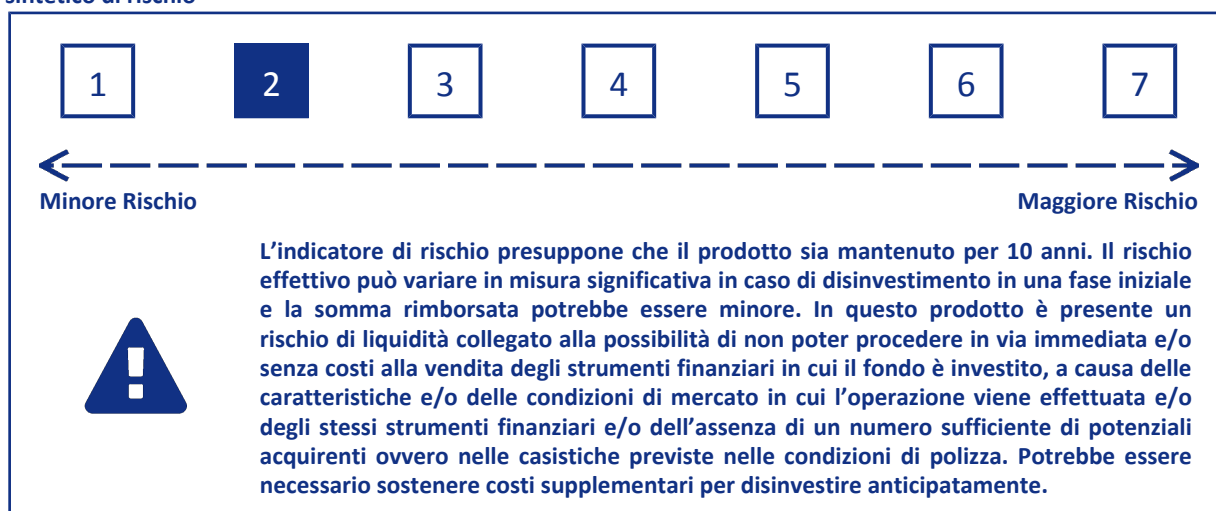 sintetico di rischio
1 2 3 4 5 6 7
Minore Rischio Maggiore Rischio
L’indicatore di rischio presuppone che il prodotto sia mantenuto per 10 anni. Il rischio
effettivo può variare in misura significativa in caso di disinvestimento in una fase iniziale
e la somma rimborsata potrebbe essere minore. In questo prodotto è presente un
rischio di liquidità collegato alla possibilità di non poter procedere in via immediata e/o
senza costi alla vendita degli strumenti finanziari in cui il fondo è investito, a causa delle
caratteristiche e/o delle condizioni di mercato in cui l’operazione viene effettuata e/o
degli stessi strumenti finanziari e/o dell’assenza di un numero sufficiente di potenziali
acquirenti ovvero nelle casistiche previste nelle condizioni di polizza. Potrebbe essere
necessario sostenere costi supplementari per disinvestire anticipatamente.